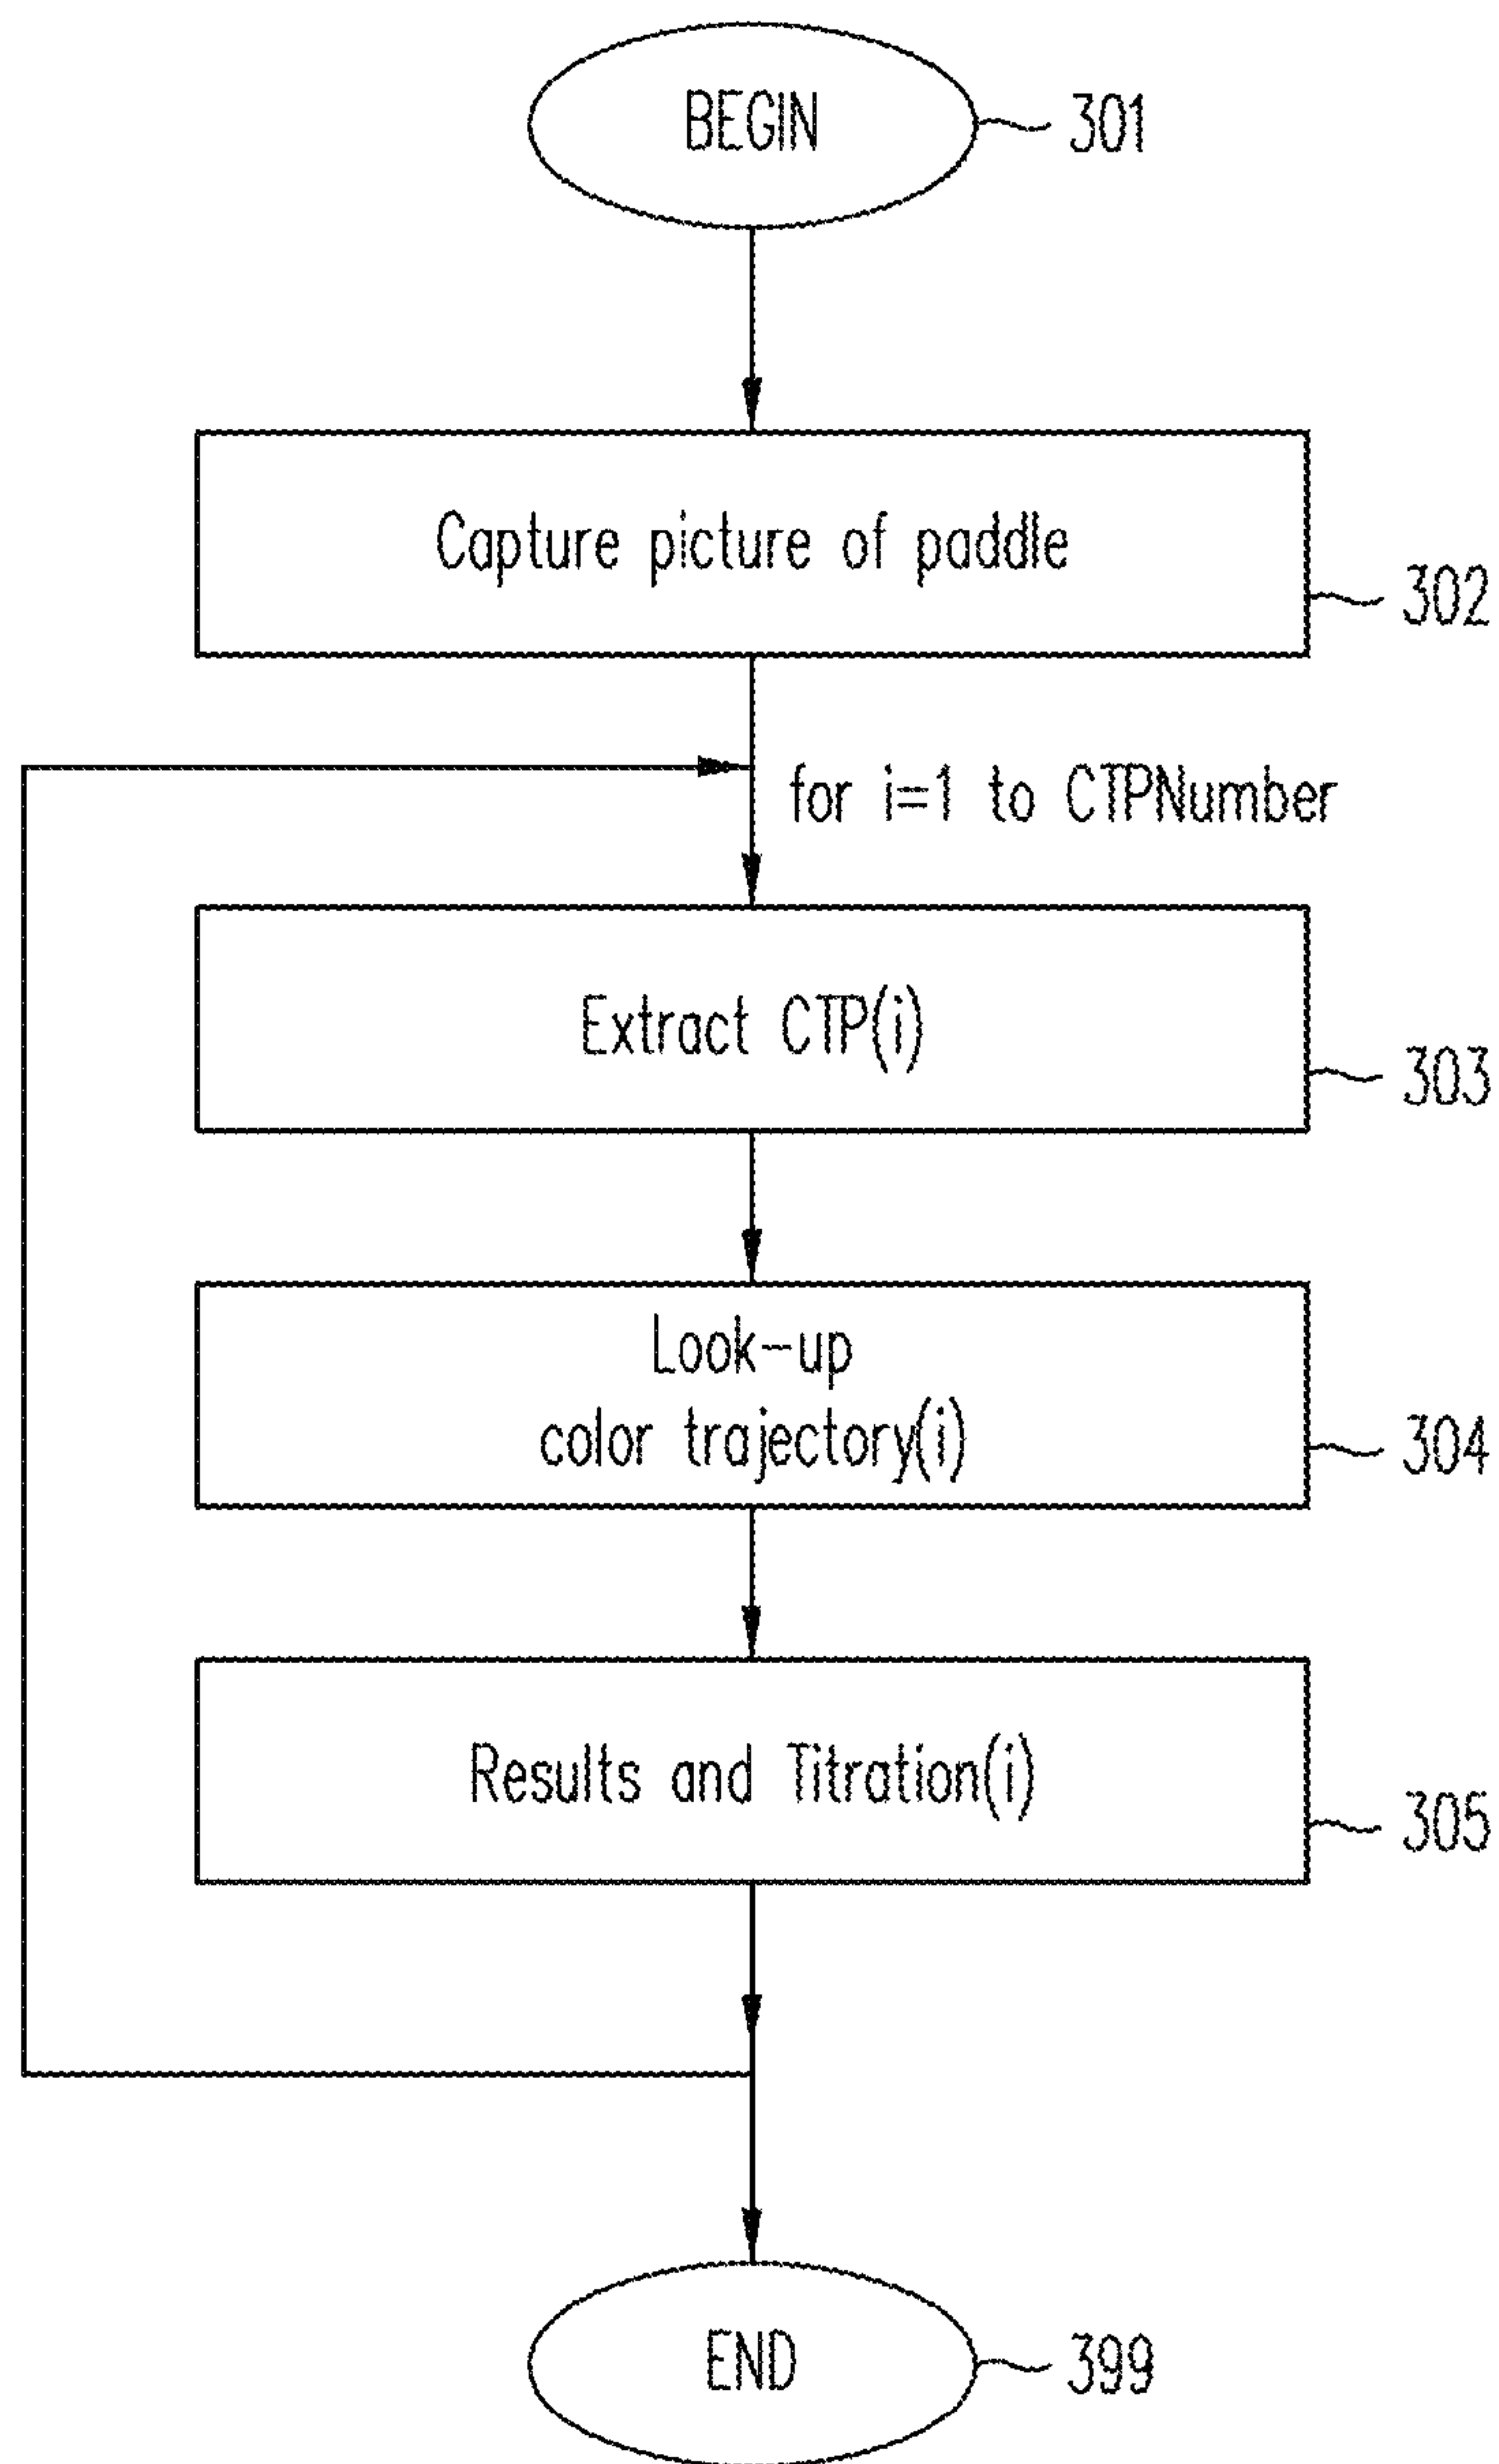 BEGIN
301
Capture picture of paddle
302
for i=1 to CTPNumber
Extract CTP(i)
303
Look-up
color trajectory(i)
304
Results and Titration(i)
305
END
399